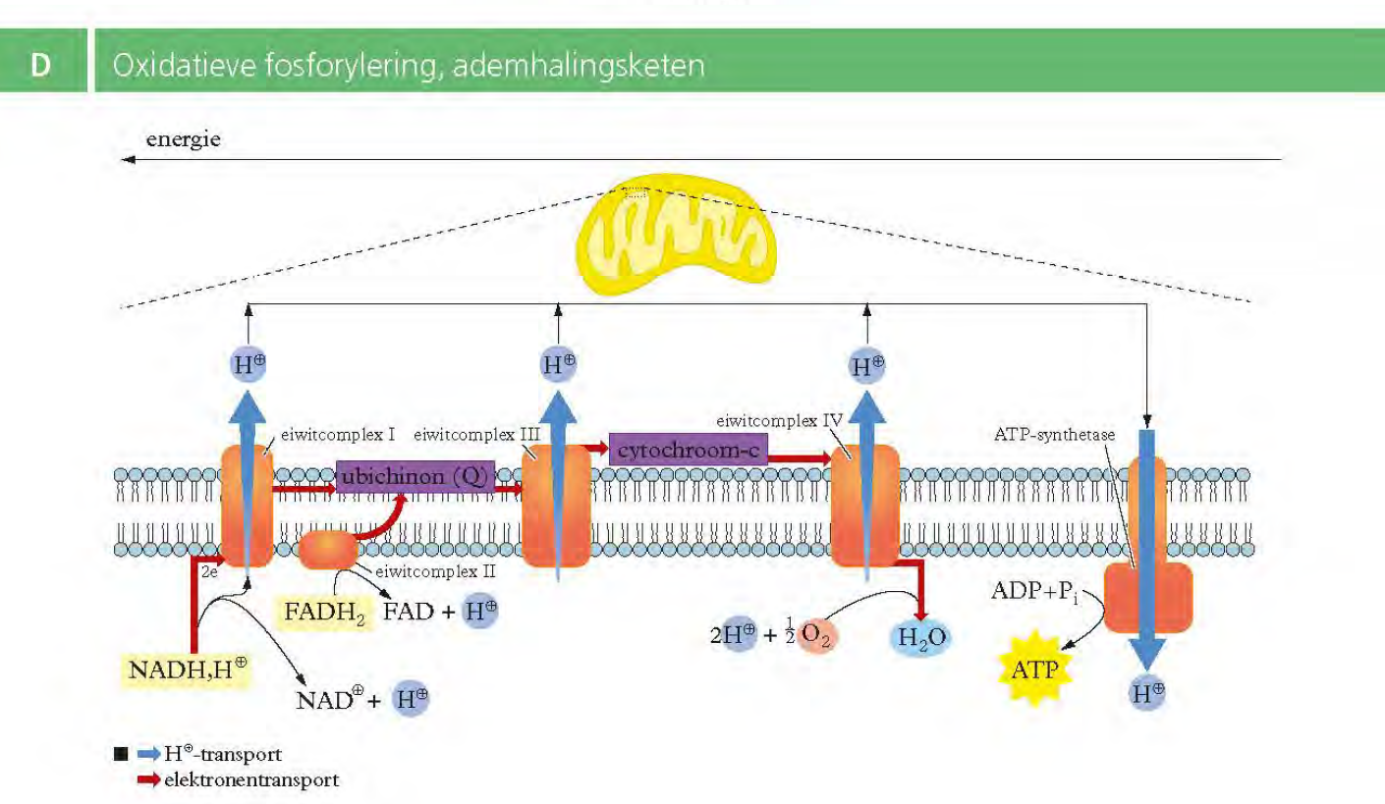 D Oxidatieve fosforylering, ademhalingsketen
energie
H⊕ H⊕ H⊕
eiwitcomplex I eiwitcomplex III eiwitcomplex IV ATP-synthetase
cytochroom-c
ubichinon (Q)
2e
eiwitcomplex II
FADH₂ FAD + H⊕
ADP+Pᵢ
2H⊕ + ½ O₂ H₂O
NADH,H⊕
ATP
NAD⊕ + H⊕
H⊕
H⊕-transport
elektronentransport